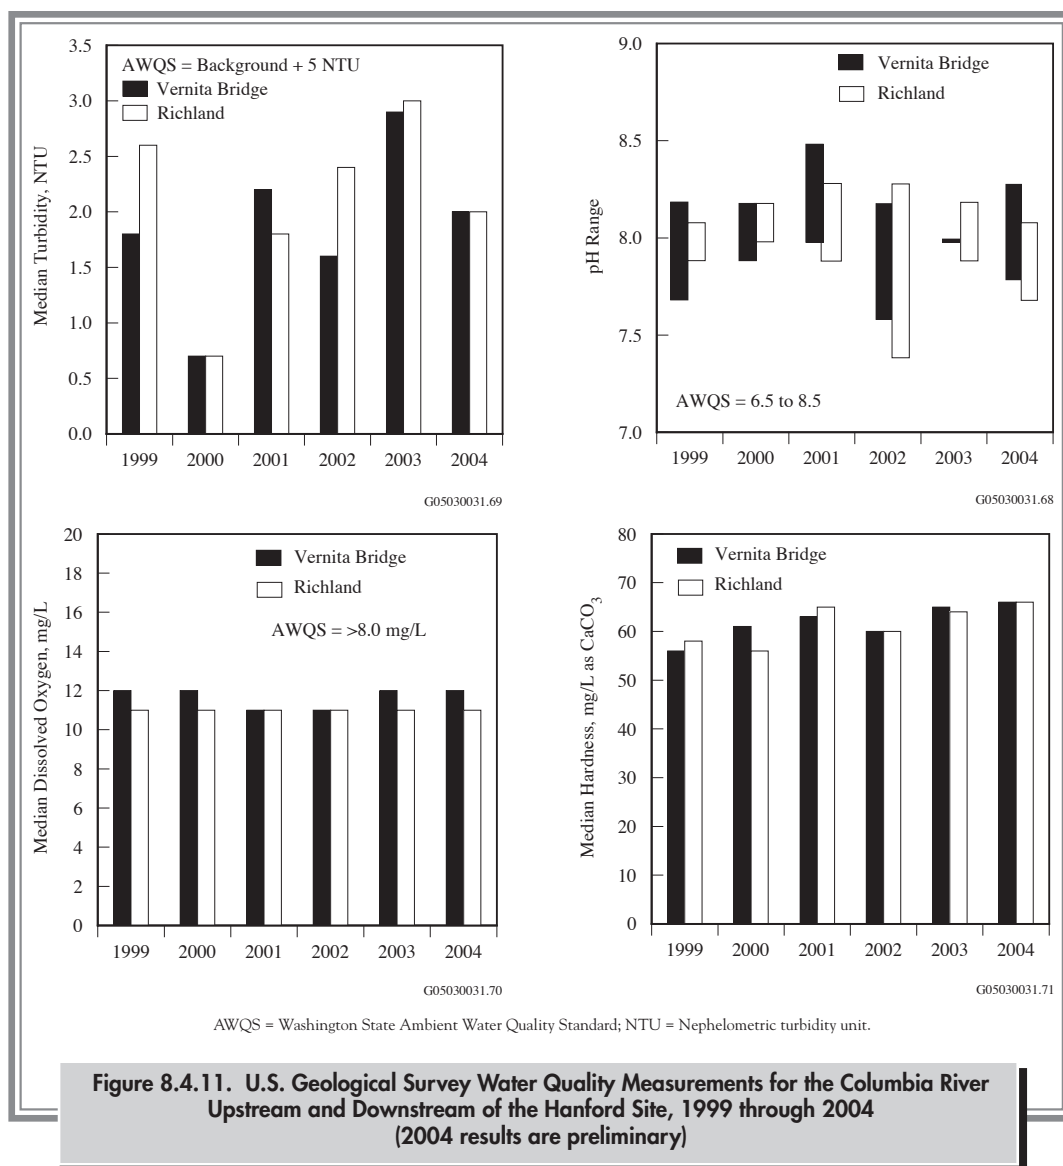 3.5
AWQS = Background + 5 NTU
Vernita Bridge
Richland
3.0
2.5
2.0
1.5
1.0
0.5
0.0
Median Turbidity, NTU
1999 2000 2001 2002 2003 2004
G05030031.69
9.0
Vernita Bridge
Richland
8.5
8.0
7.5
7.0
pH Range
AWQS = 6.5 to 8.5
1999 2000 2001 2002 2003 2004
G05030031.68
20
18
16
14
12
10
8
6
4
2
0
Median Dissolved Oxygen, mg/L
Vernita Bridge
Richland
AWQS = >8.0 mg/L
1999 2000 2001 2002 2003 2004
G05030031.70
80
70
60
50
40
30
20
10
0
Median Hardness, mg/L as CaCO3
Vernita Bridge
Richland
1999 2000 2001 2002 2003 2004
G05030031.71
AWQS = Washington State Ambient Water Quality Standard; NTU = Nephelometric turbidity unit.
Figure 8.4.11. U.S. Geological Survey Water Quality Measurements for the Columbia River
Upstream and Downstream of the Hanford Site, 1999 through 2004
(2004 results are preliminary)